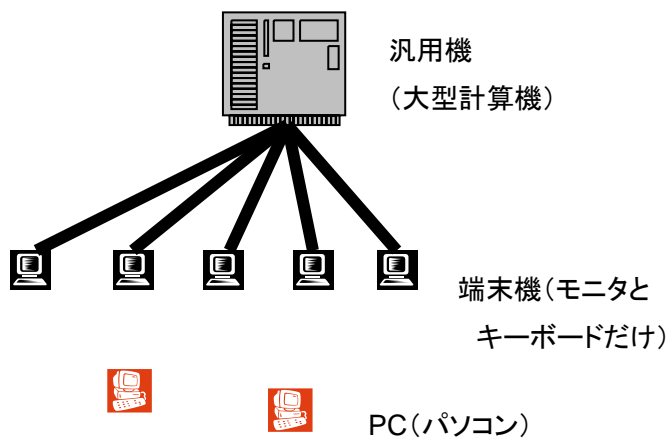 汎用機
（大型計算機）
端末機（モニタと
キーボードだけ）
PC（パソコン）